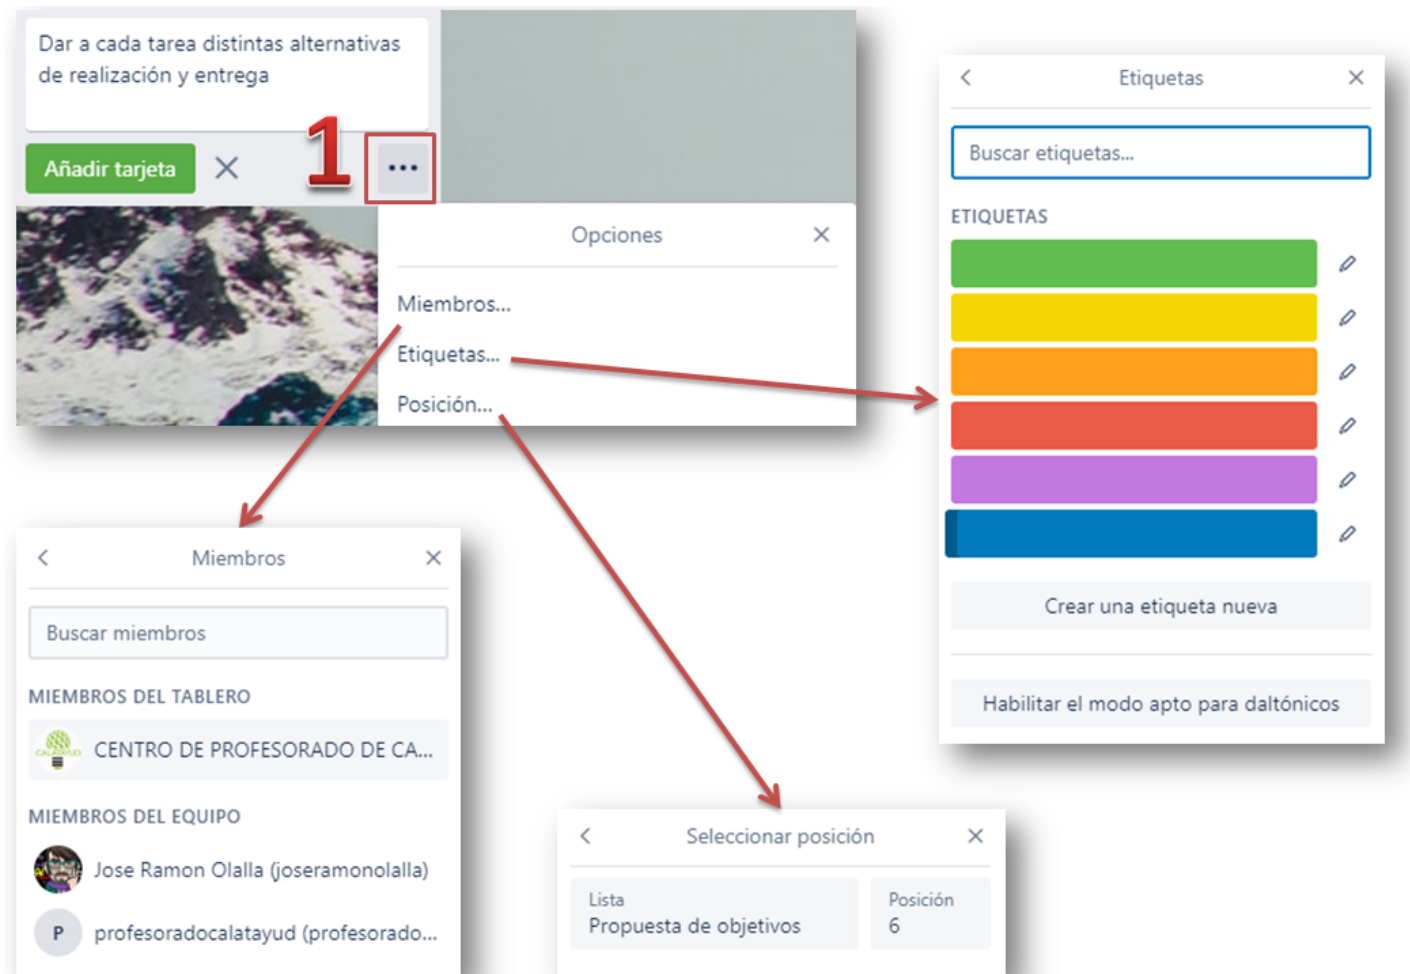 Dar a cada tarea distintas alternativas
de realización y entrega
Añadir tarjeta
1
Opciones
Miembros...
Etiquetas...
Posición...
Etiquetas
Buscar etiquetas...
ETIQUETAS
Crear una etiqueta nueva
Habilitar el modo apto para daltónicos
Miembros
Buscar miembros
MIEMBROS DEL TABLERO
CALATAYUD
CENTRO DE PROFESORADO DE CA...
MIEMBROS DEL EQUIPO
Jose Ramon Olalla (joseramonolalla)
P
profesoradocalatayud (profesorado...
Seleccionar posición
Lista
Propuesta de objetivos
Posición
6